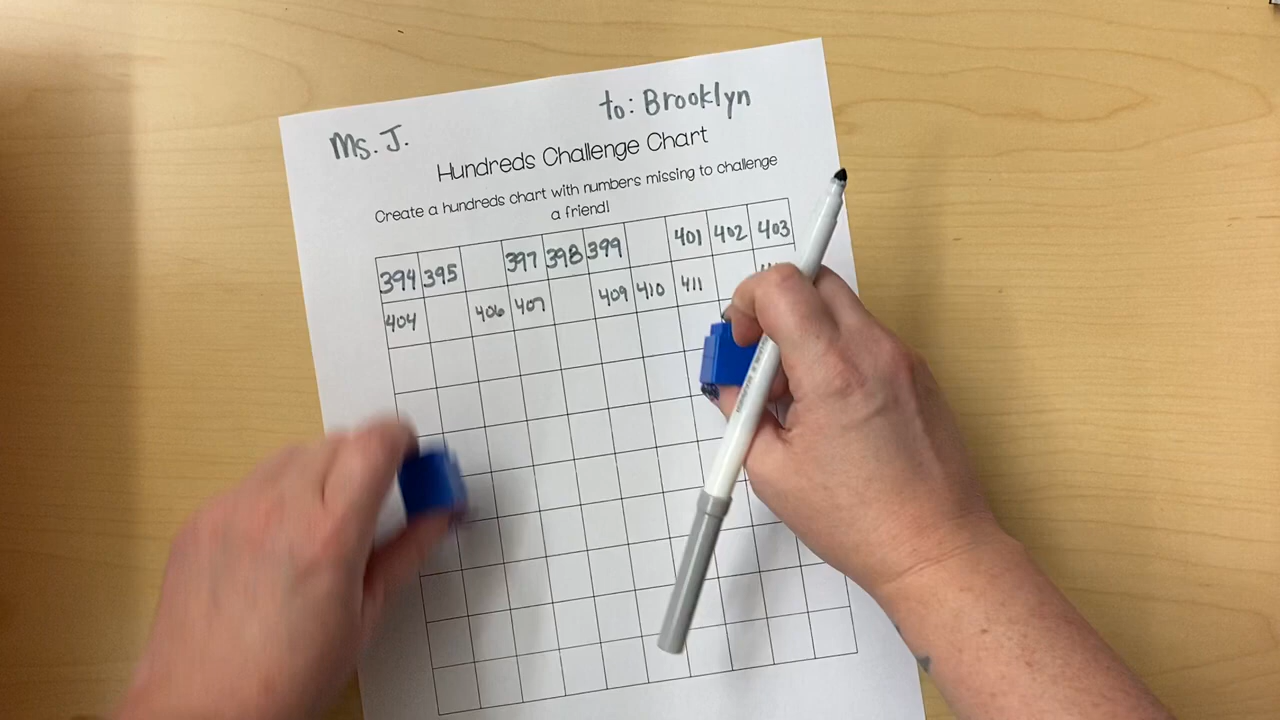 to: Brooklyn
Ms. J.
Hundreds Challenge Chart
Create a hundreds chart with numbers missing to challenge
a friend!
394 395 397 398 399 401 402 403
404 406 407 409 410 411